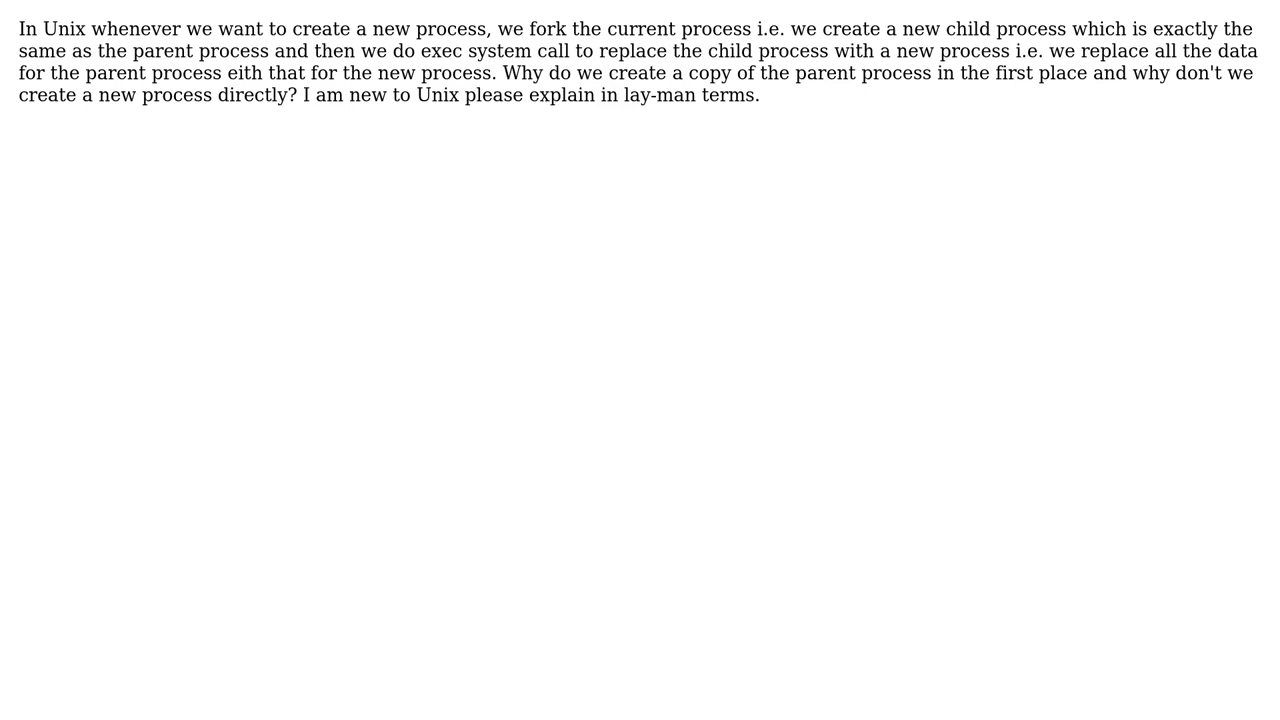 In Unix whenever we want to create a new process, we fork the current process i.e. we create a new child process which is exactly the
same as the parent process and then we do exec system call to replace the child process with a new process i.e. we replace all the data
for the parent process eith that for the new process. Why do we create a copy of the parent process in the first place and why don't we
create a new process directly? I am new to Unix please explain in lay-man terms.